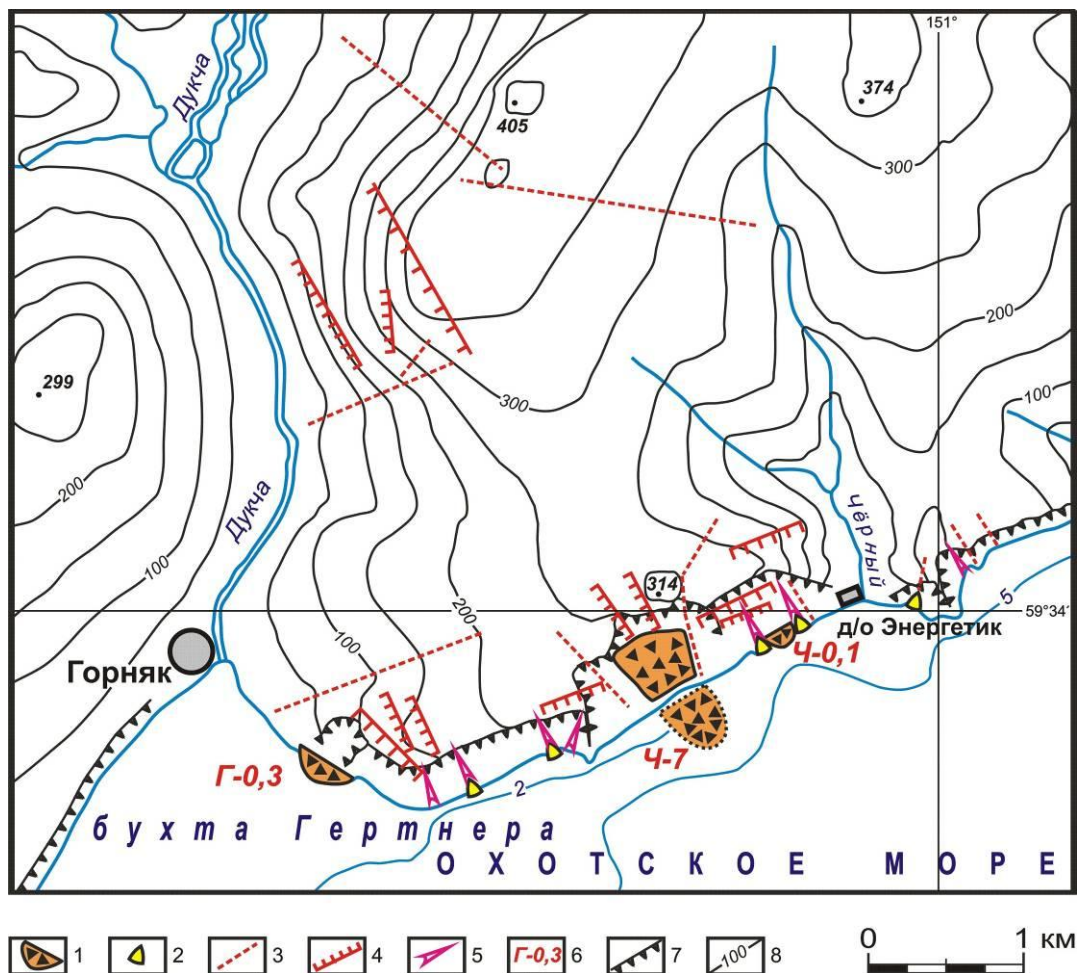 151°
Дукча
405
374
300
299
300
200
100
200
Дукча
100
Чёрный
314
5
59°34'
200
д/о Энергетик
Горняк
100
Ч-0,1
Г-0,3
Ч-7
2
бухта Гертнера
ОХОТСКОЕ МОРЕ
1 2 3 4 5 Г-0,3 6 7 100 8
0 1 км